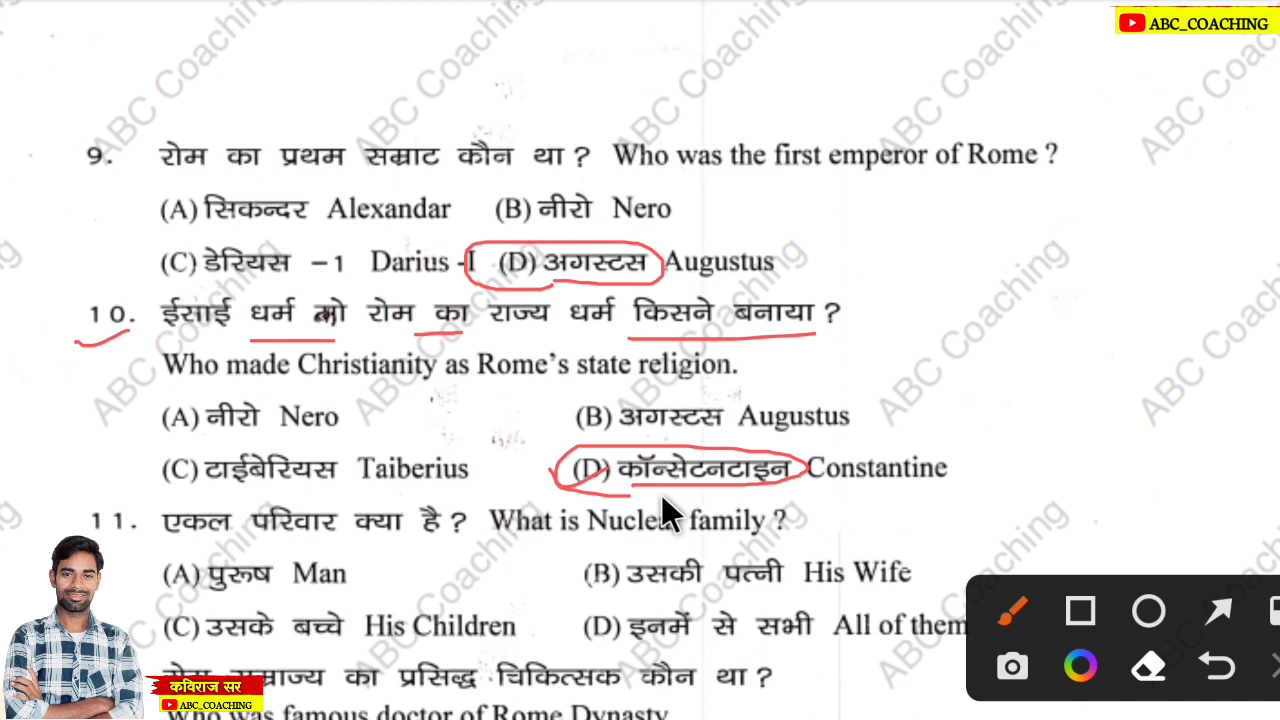 ABC_COACHING
9. रोम का प्रथम सम्राट कौन था ? Who was the first emperor of Rome ?
(A) सिकन्दर Alexandar (B) नीरो Nero
(C) डेरियस -1 Darius -I (D) अगस्टस Augustus
10. ईसाई धर्म को रोम का राज्य धर्म किसने बनाया ?
Who made Christianity as Rome's state religion.
(A) नीरो Nero (B) अगस्टस Augustus
(C) टाईबेरियस Taiberius (D) कॉन्सेटनटाइन Constantine
11. एकल परिवार क्या है ? What is Nuclear family ?
(A) पुरूष Man (B) उसकी पत्नी His Wife
(C) उसके बच्चे His Children (D) इनमें से सभी All of them
रोम साम्राज्य का प्रसिद्ध चिकित्सक कौन था ?
Who was famous doctor of Rome Dynasty
कविराज सर
ABC_COACHING
ABC Coaching